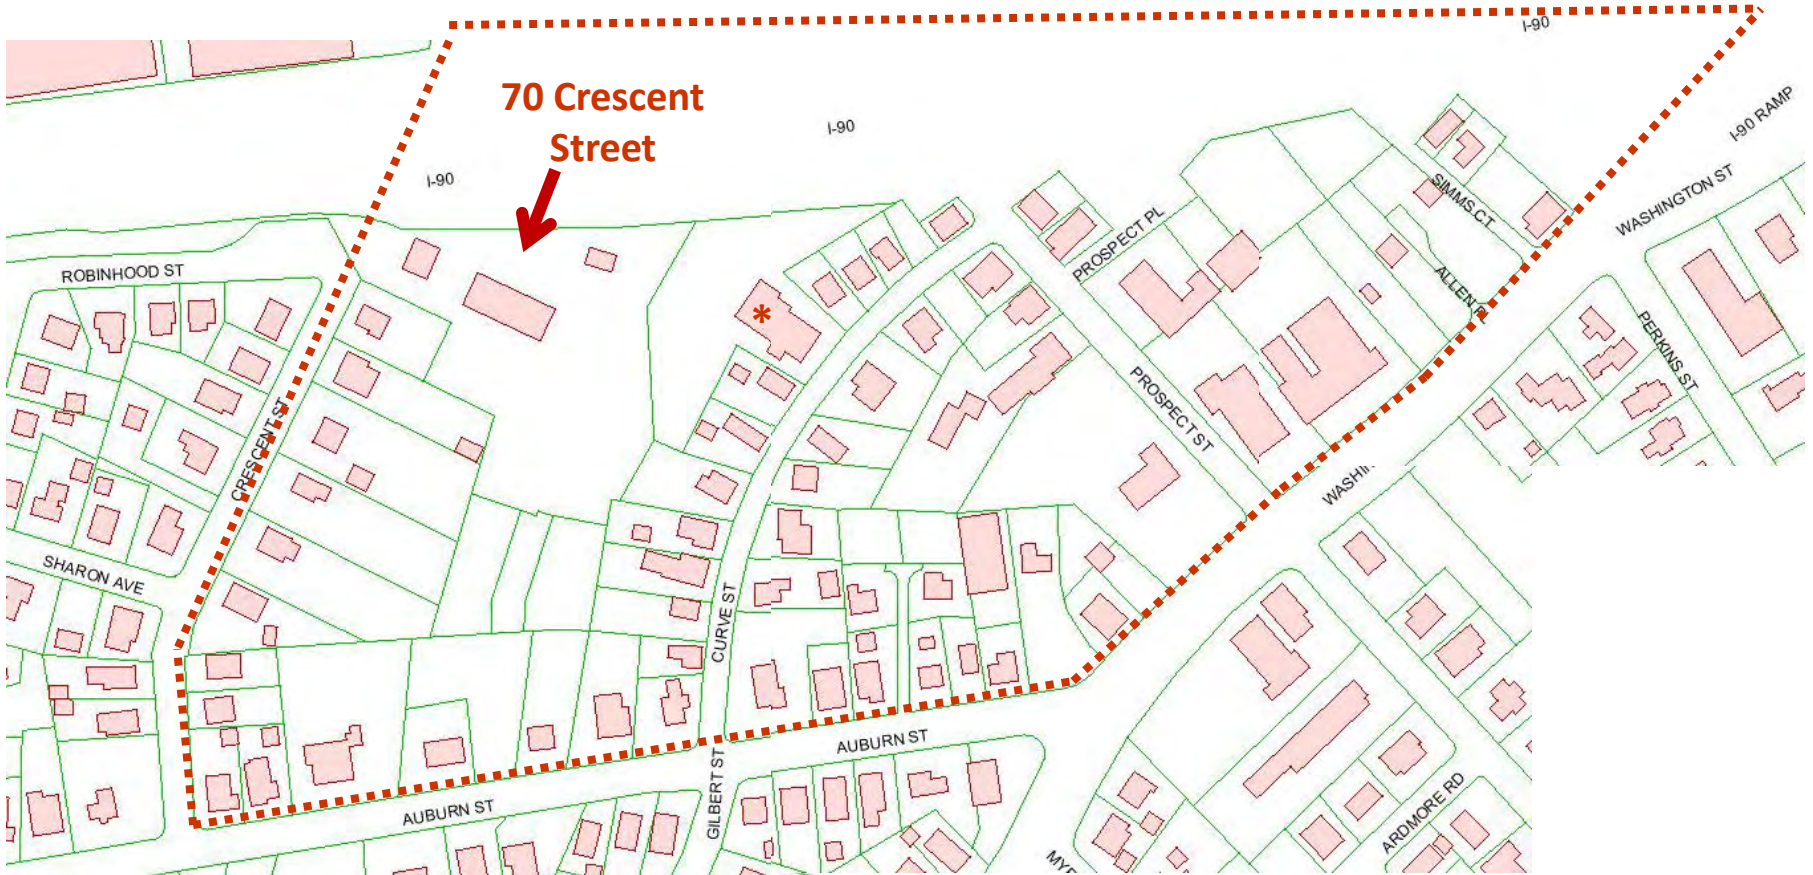 I-90
70 Crescent
Street
I-90
I-90
I-90 RAMP
WASHINGTON ST
SIMMS CT
PROSPECT PL
ROBINHOOD ST
ALLEN
PERKINS ST
PROSPECT ST
*
CRESCENT ST
WASHI
SHARON AVE
CURVE ST
AUBURN ST
AUBURN ST
GILBERT ST
ARDMORE RD